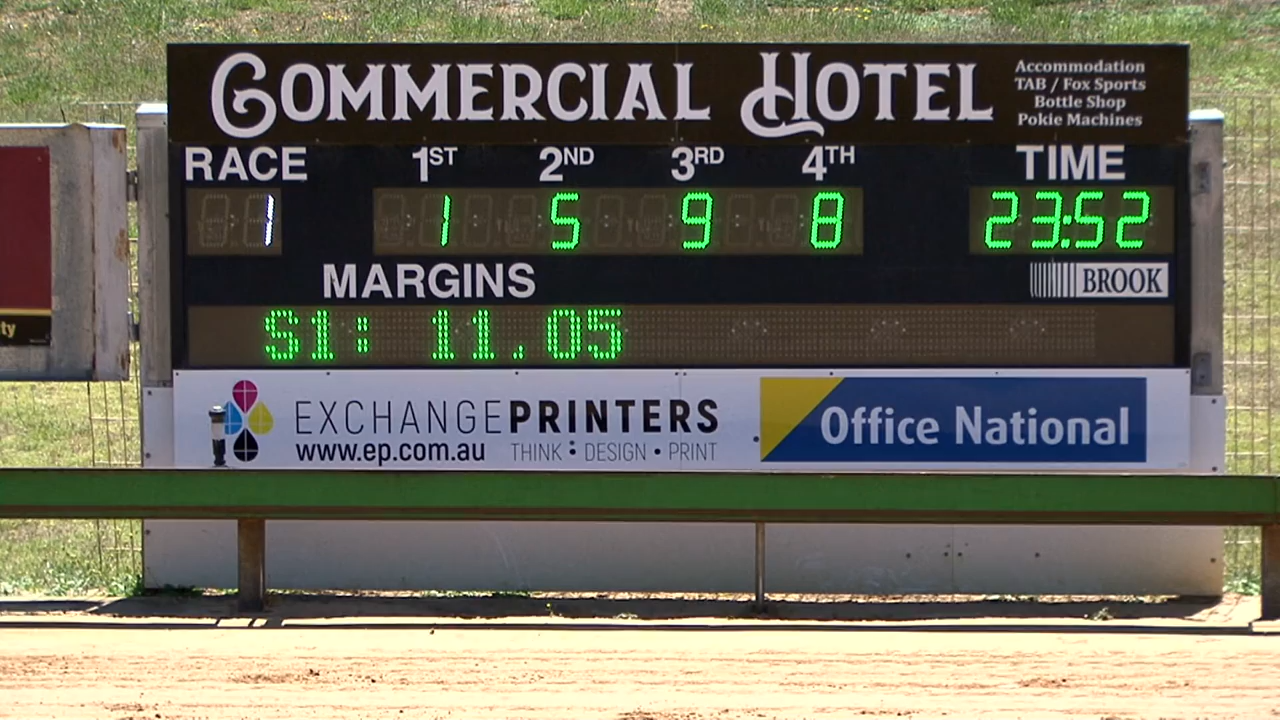 COMMERCIAL HOTEL
Accommodation
TAB / Fox Sports
Bottle Shop
Pokie Machines
RACE 1ST 2ND 3RD 4TH TIME
1 1 5 9 8 23:52
MARGINS
BROOK
S1: 11.05
ty
EXCHANGEPRINTERS
www.ep.com.au THINK : DESIGN • PRINT
Office National